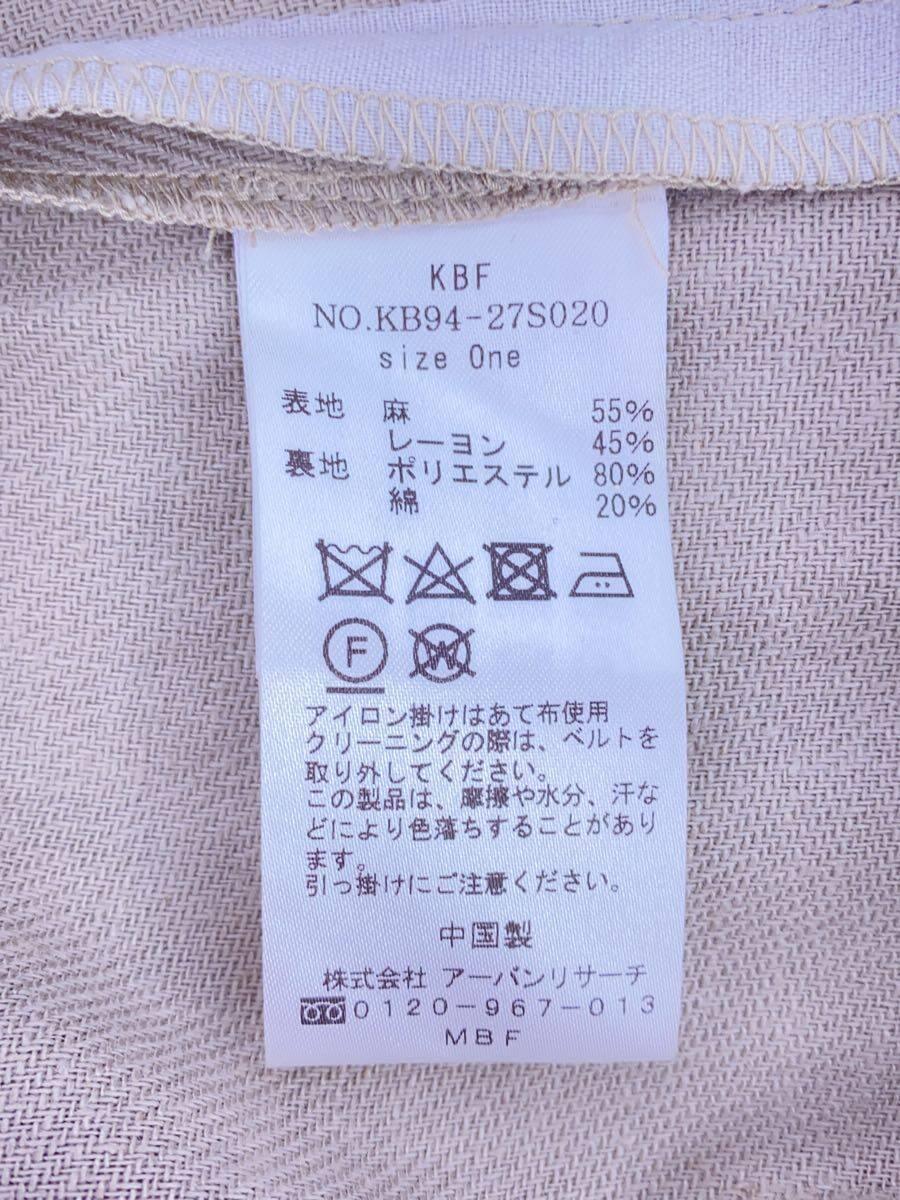 KBF
NO.KB94-27S020
size One
表地 麻 55%
レーヨン 45%
裏地 ポリエステル 80%
綿 20%
F W
アイロン掛けはあて布使用
クリーニングの際は、ベルトを
取り外してください。
この製品は、摩擦や水分、汗な
どにより色落ちすることがあり
ます。
引っ掛けにご注意ください。
中国製
株式会社 アーバンリサーチ
0120-967-013
MBF